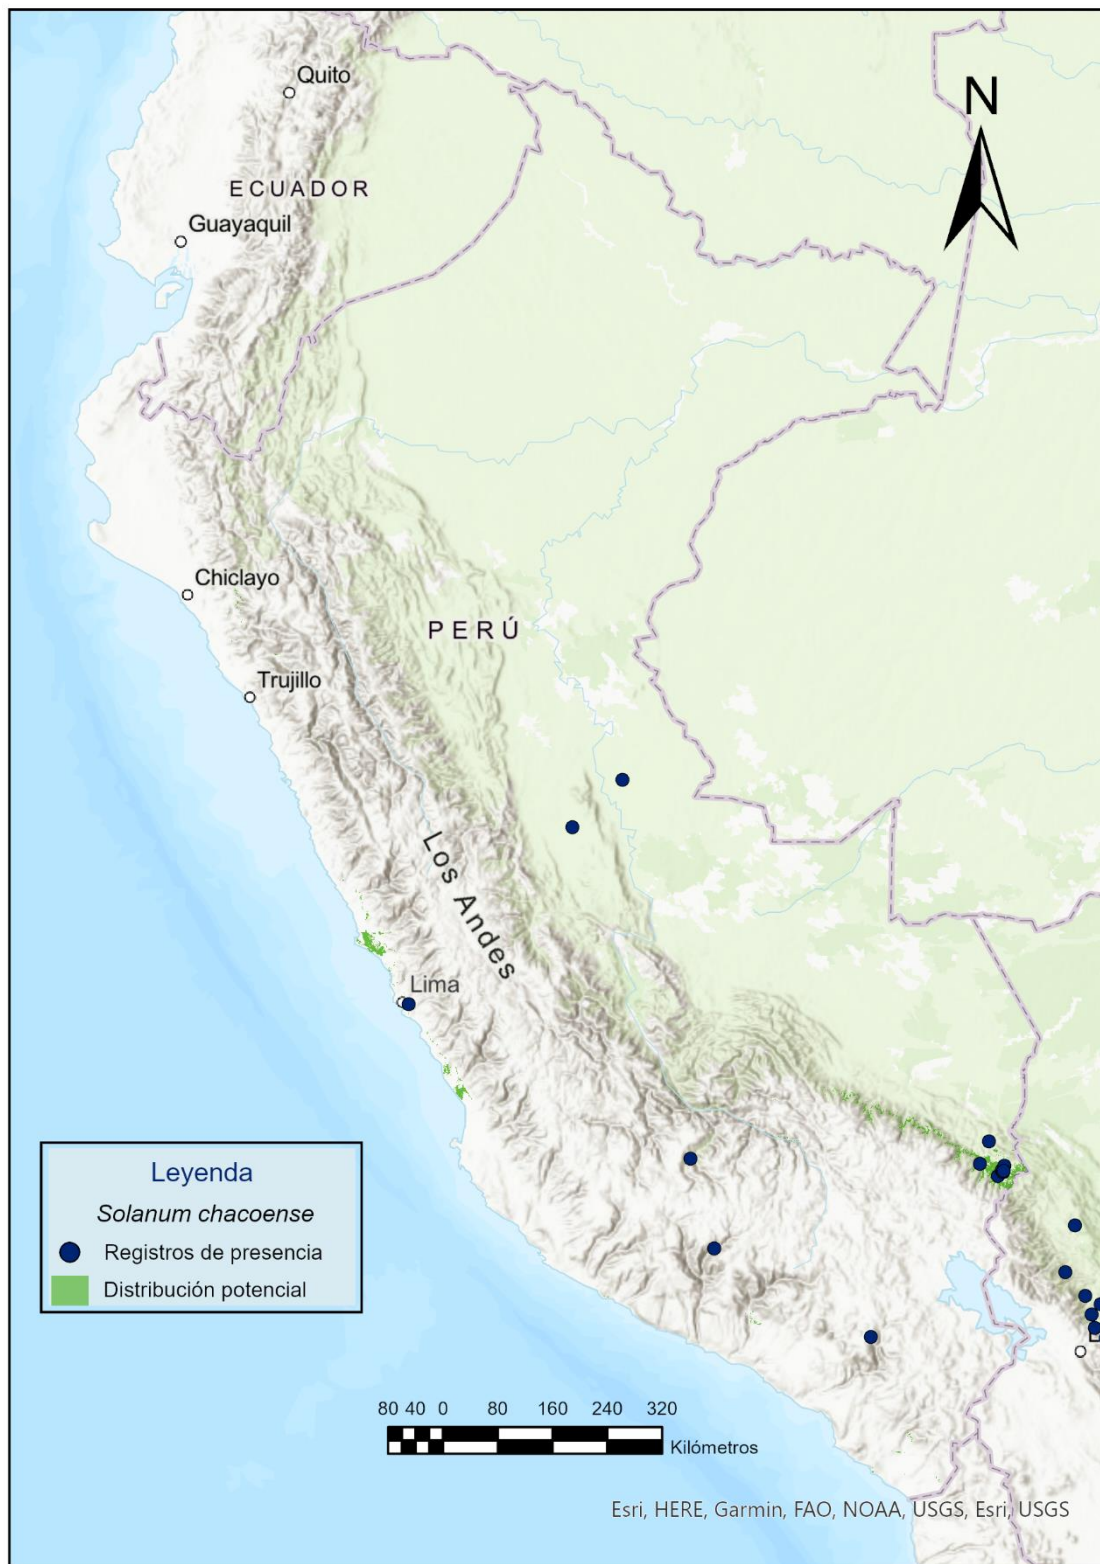 Quito
N
ECUADOR
Guayaquil
Chiclayo
PERÚ
Trujillo
Los Andes
Lima
Leyenda
Solanum chacoense
Registros de presencia
Distribución potencial
80 40 0 80 160 240 320
Kilómetros
Esri, HERE, Garmin, FAO, NOAA, USGS, Esri, USGS